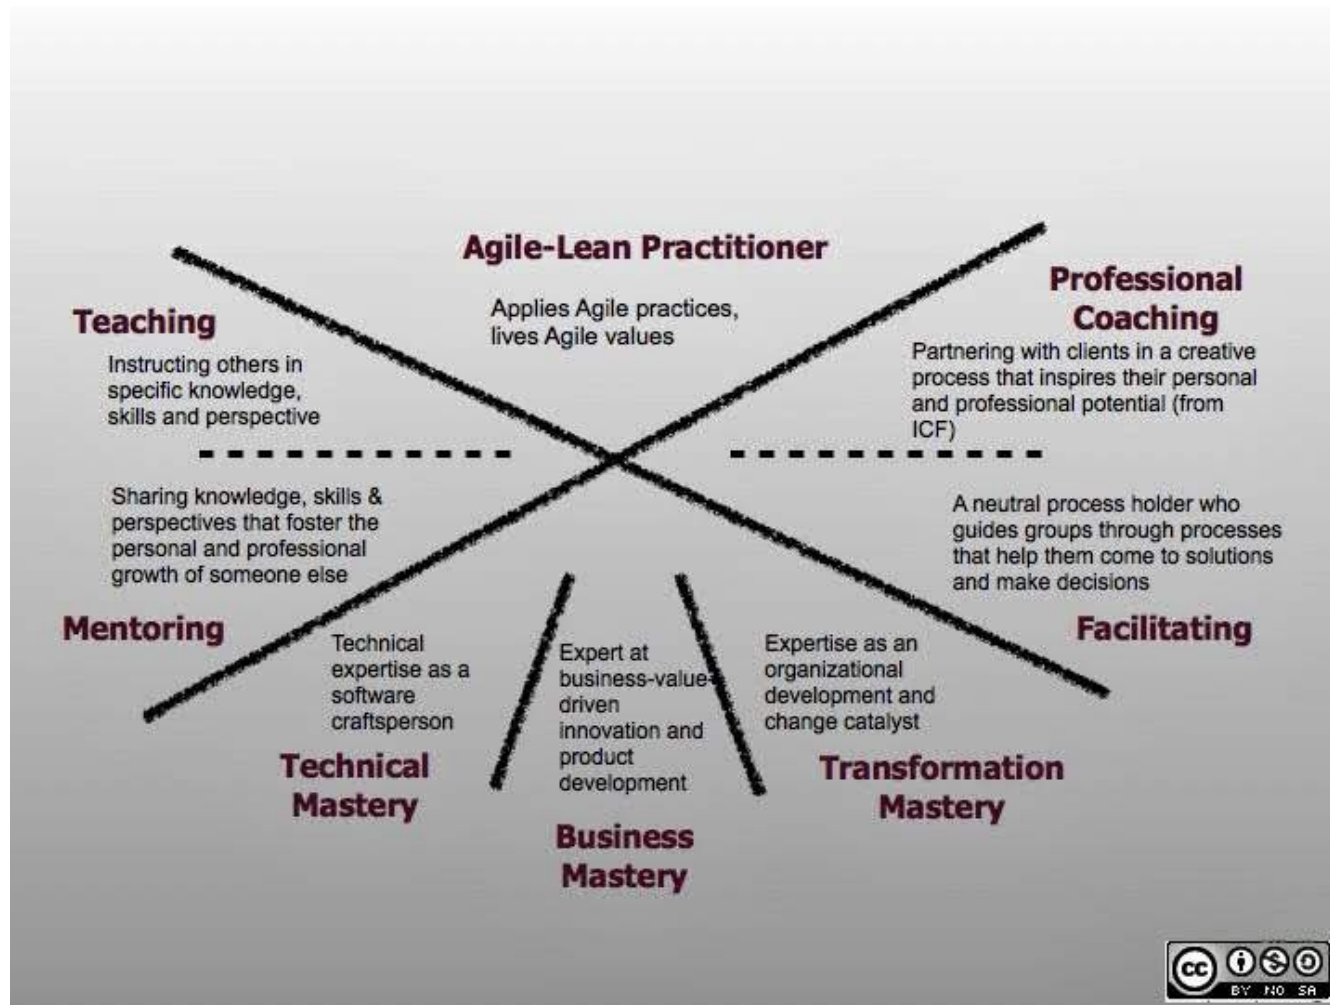 Agile-Lean Practitioner
Applies Agile practices,
lives Agile values
Teaching
Instructing others in
specific knowledge,
skills and perspective
Professional
Coaching
Partnering with clients in a creative
process that inspires their personal
and professional potential (from
ICF)
Sharing knowledge, skills &
perspectives that foster the
personal and professional
growth of someone else
Mentoring
A neutral process holder who
guides groups through processes
that help them come to solutions
and make decisions
Facilitating
Technical
expertise as a
software
craftsperson
Technical
Mastery
Expert at
business-value-
driven
innovation and
product
development
Business
Mastery
Expertise as an
organizational
development and
change catalyst
Transformation
Mastery
cc
BY NO SA